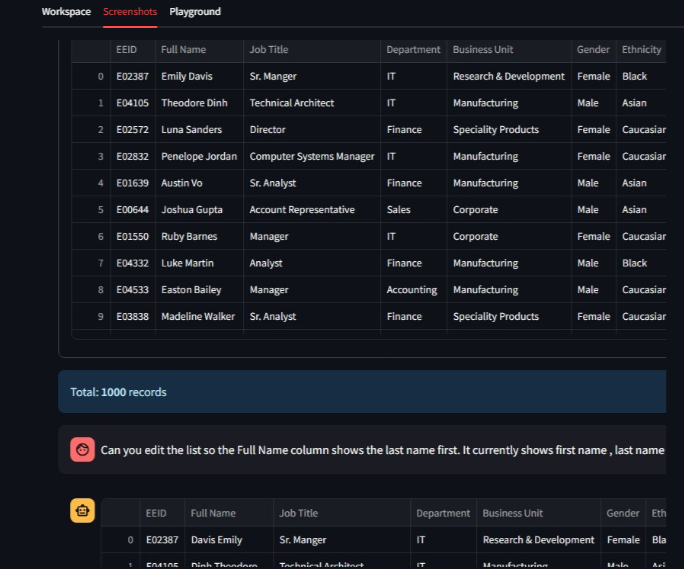 Workspace Screenshots Playground
EEID Full Name Job Title Department Business Unit Gender Ethnicity
0 E02387 Emily Davis Sr. Manger IT Research & Development Female Black
1 E04105 Theodore Dinh Technical Architect IT Manufacturing Male Asian
2 E02572 Luna Sanders Director Finance Speciality Products Female Caucasian
3 E02832 Penelope Jordan Computer Systems Manager IT Manufacturing Female Caucasian
4 E01639 Austin Vo Sr. Analyst Finance Manufacturing Male Asian
5 E00644 Joshua Gupta Account Representative Sales Corporate Male Asian
6 E01550 Ruby Barnes Manager IT Corporate Female Caucasian
7 E04332 Luke Martin Analyst Finance Manufacturing Male Black
8 E04533 Easton Bailey Manager Accounting Manufacturing Male Caucasian
9 E03838 Madeline Walker Sr. Analyst Finance Speciality Products Female Caucasian
Total: 1000 records
Can you edit the list so the Full Name column shows the last name first. It currently shows first name , last name
EEID Full Name Job Title Department Business Unit Gender Eth
0 E02387 Davis Emily Sr. Manger IT Research & Development Female Bla
1 E04105 Dinh Theodore Technical Architect IT Manufacturing Male Asi